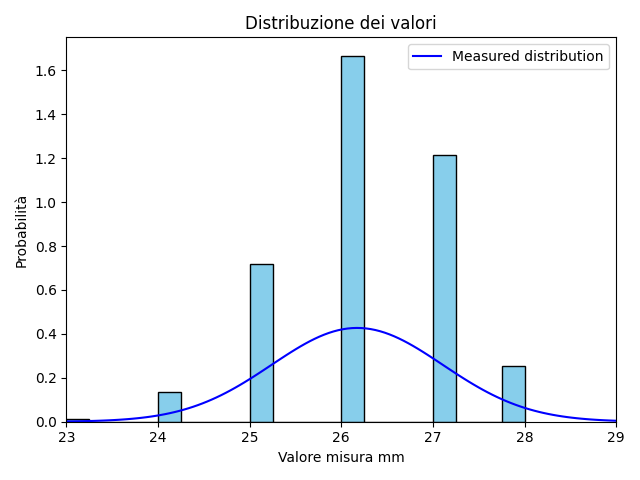 Distribuzione dei valori
Measured distribution
Probabilità
1.6
1.4
1.2
1.0
0.8
0.6
0.4
0.2
0.0
23 24 25 26 27 28 29
Valore misura mm